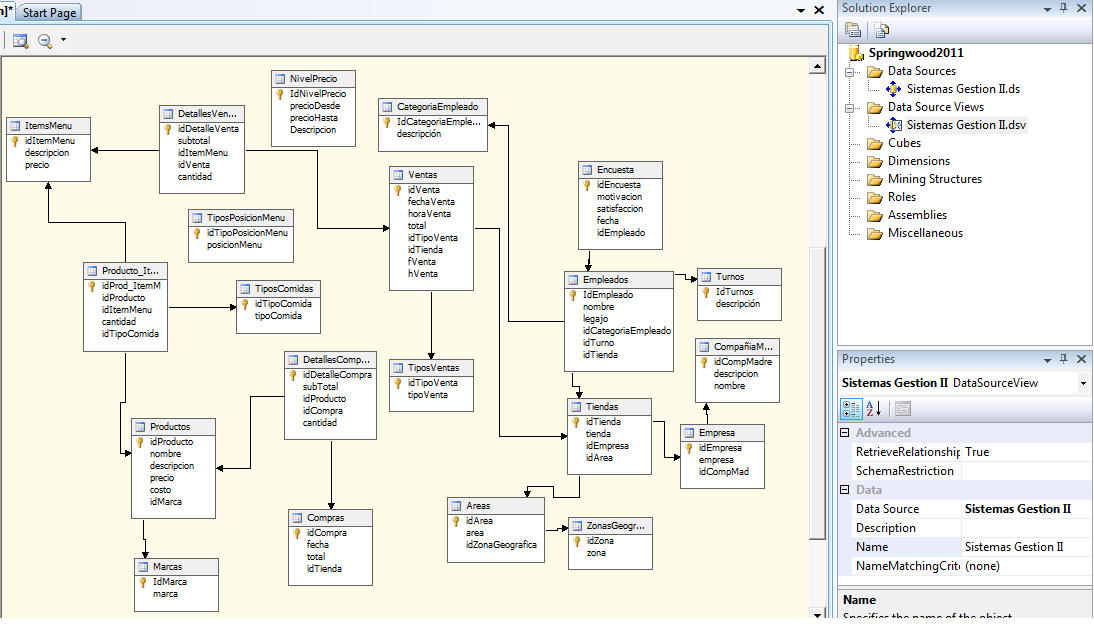 n]*
Start Page
NivelPrecio
IdNivelPrecio
precioDesde
precioHasta
Descripcion
CategoriaEmpleado
IdCategoriaEmple...
descripción
DetallesVen...
idDetalleVenta
subtotal
idItemMenu
idVenta
cantidad
ItemsMenu
idItemMenu
descripcion
precio
Ventas
idVenta
fechaVenta
horaVenta
total
idTipoVenta
idTienda
fVenta
hVenta
Encuesta
idEncuesta
motivacion
satisfaccion
fecha
idEmpleado
TiposPosicionMenu
idTipoPosicionMenu
posicionMenu
Producto_It...
idProd_ItemM
idProducto
idItemMenu
cantidad
idTipoComida
TiposComidas
idTipoComida
tipoComida
Empleados
IdEmpleado
nombre
legajo
idCategoriaEmpleado
idTurno
idTienda
Turnos
IdTurnos
descripción
CompañiaM...
idCompMadre
descripcion
nombre
DetallesComp...
idDetalleCompra
subTotal
idProducto
idCompra
cantidad
TiposVentas
idTipoVenta
tipoVenta
Tiendas
idTienda
tienda
idEmpresa
idArea
Empresa
idEmpresa
empresa
idCompMad
Productos
idProducto
nombre
descripcion
precio
costo
idMarca
Areas
idArea
area
idZonaGeografica
ZonasGeogr...
idZona
zona
Compras
idCompra
fecha
total
idTienda
Marcas
IdMarca
marca
Solution Explorer
Springwood2011
Data Sources
Sistemas Gestion II.ds
Data Source Views
Sistemas Gestion II.dsv
Cubes
Dimensions
Mining Structures
Roles
Assemblies
Miscellaneous
Properties
Sistemas Gestion II DataSourceView
Advanced
RetrieveRelationship True
SchemaRestriction
Data
Data Source Sistemas Gestion II
Description
Name Sistemas Gestion II
NameMatchingCrite (none)
Name
Specifies the name of the object